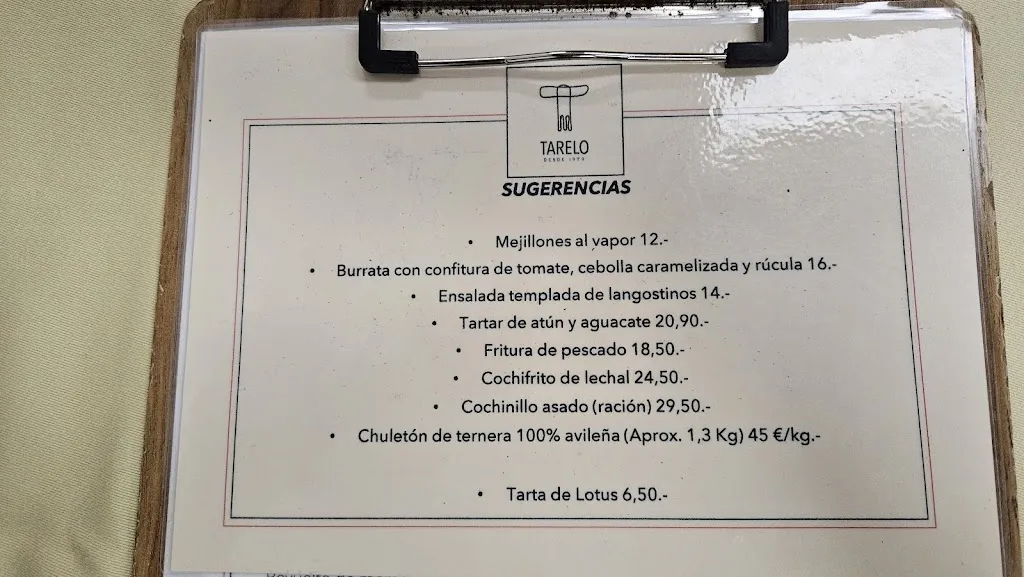 TARELO
DESDE 1979
SUGERENCIAS
• Mejillones al vapor 12.-
• Burrata con confitura de tomate, cebolla caramelizada y rúcula 16.-
• Ensalada templada de langostinos 14.-
• Tartar de atún y aguacate 20,90.-
• Fritura de pescado 18,50.-
• Cochifrito de lechal 24,50.-
• Cochinillo asado (ración) 29,50.-
• Chuletón de ternera 100% avileña (Aprox. 1,3 Kg) 45 €/kg.-
• Tarta de Lotus 6,50.-